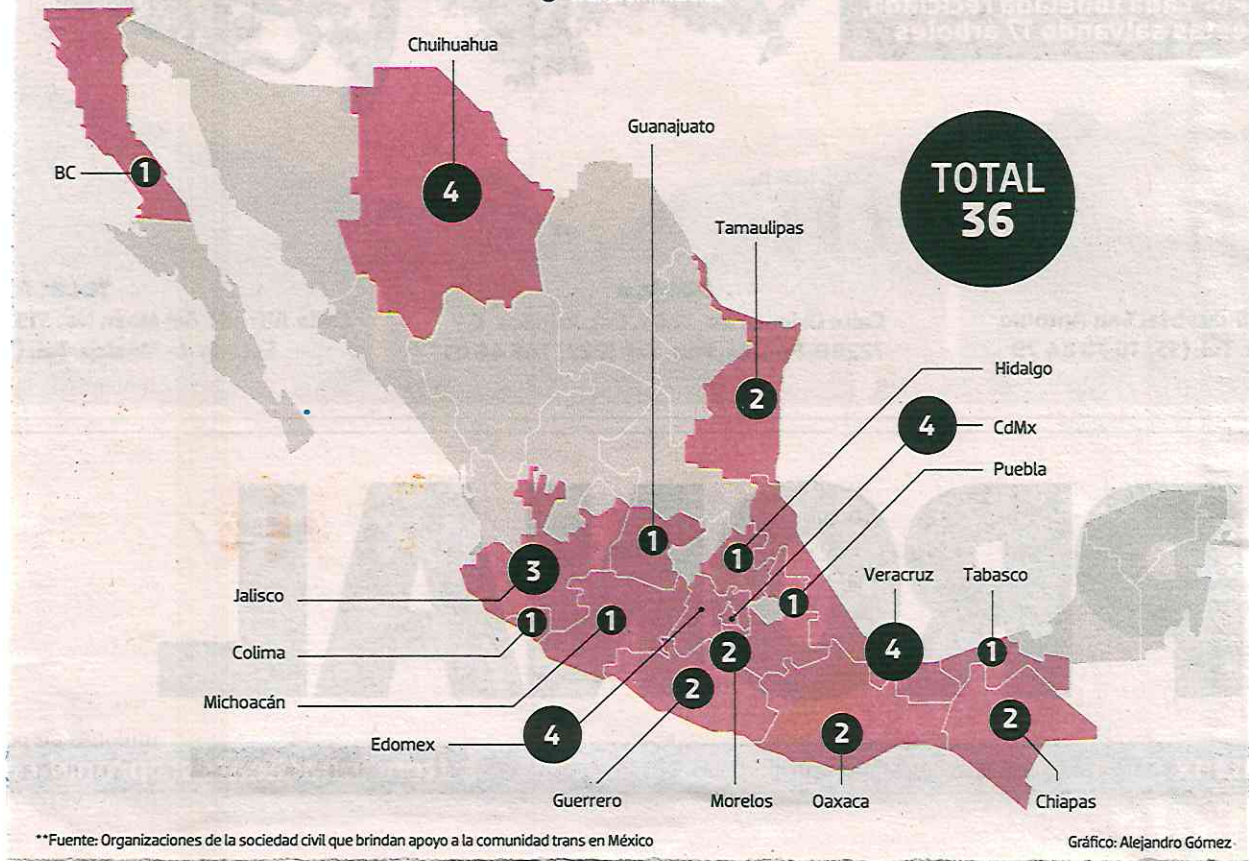 Chuihuahua
Guanajuato
BC
1
4
TOTAL
36
Tamaulipas
2
Hidalgo
4
CdMx
Puebla
1
1
3
Jalisco
1
Veracruz
Tabasco
1
1
Colima
2
4
1
Michoacán
2
4
2
2
Edomex
Guerrero
Morelos
Oaxaca
Chiapas
**Fuente: Organizaciones de la sociedad civil que brindan apoyo a la comunidad trans en México
Gráfico: Alejandro Gómez